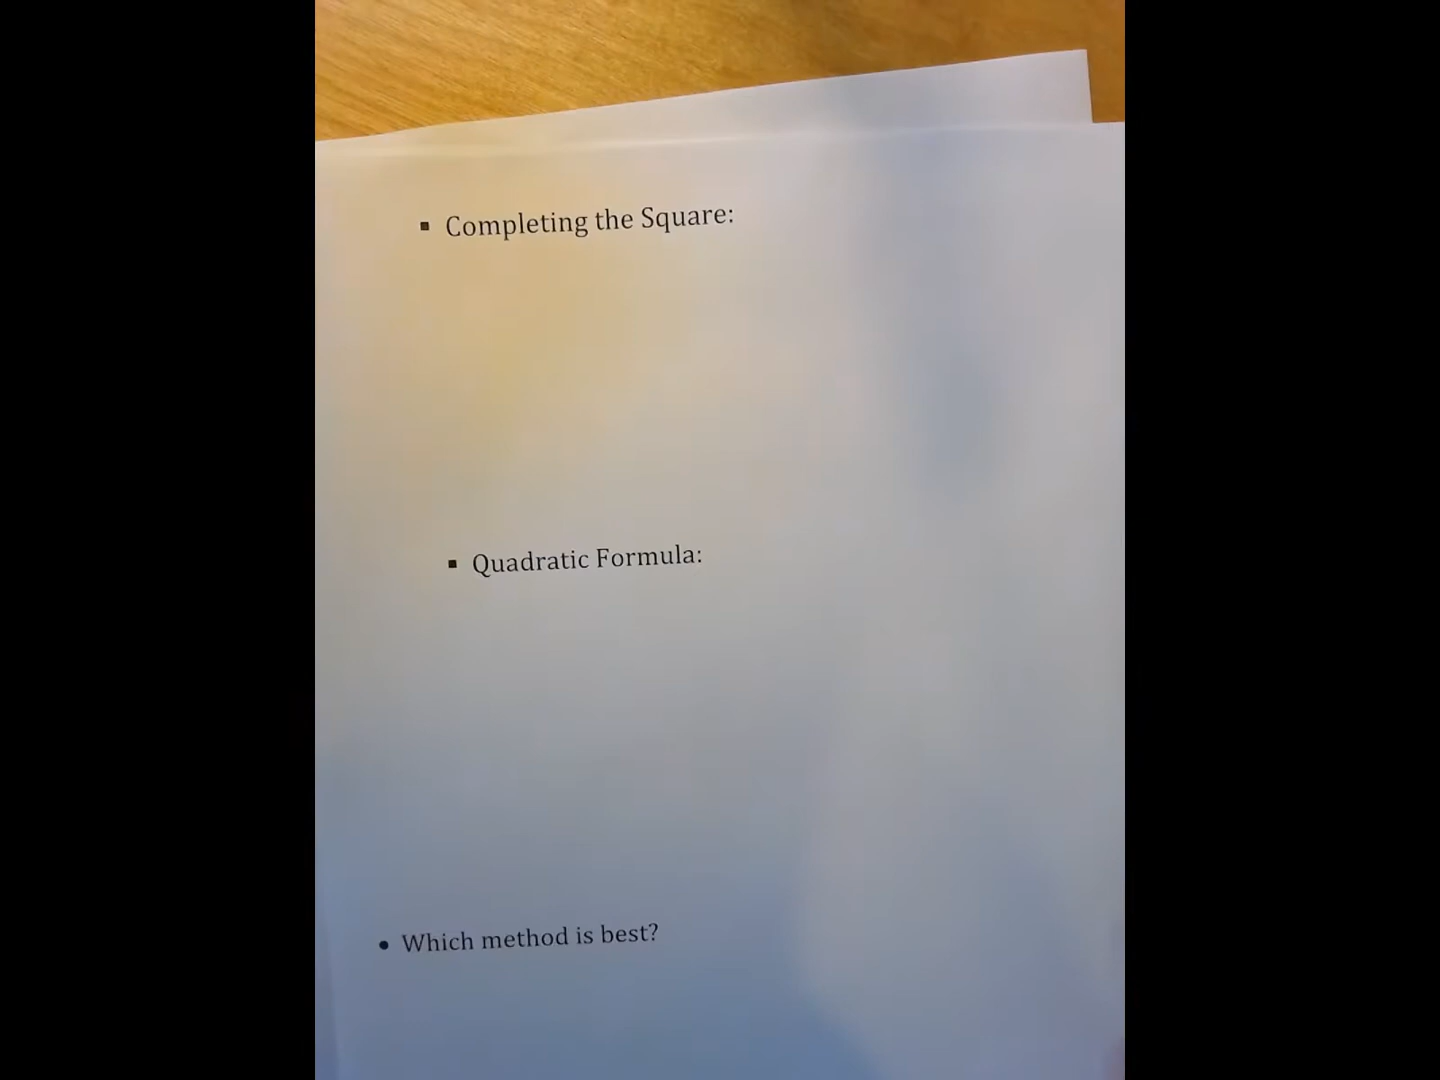 ▪ Completing the Square:
▪ Quadratic Formula:
• Which method is best?